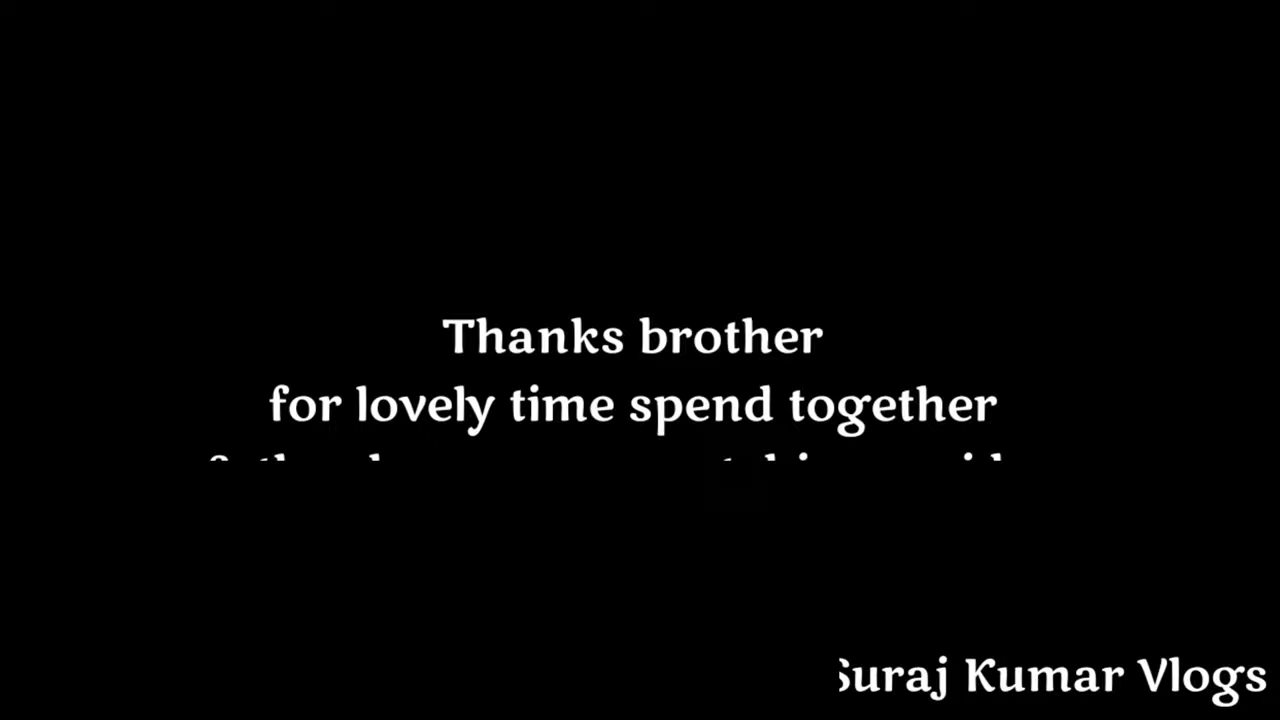 Thanks brother
for lovely time spend together
Suraj Kumar Vlogs